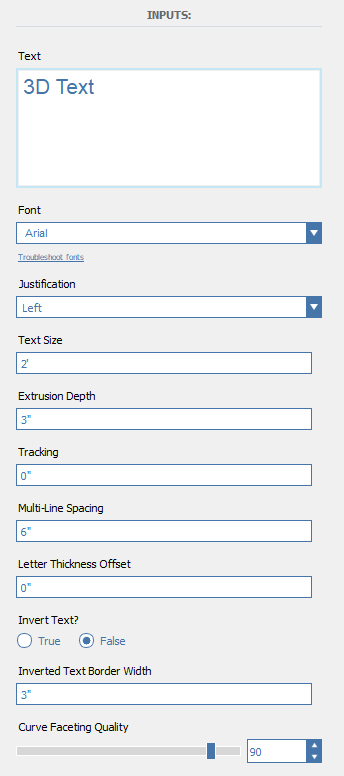 INPUTS:
Text
3D Text
Font
Arial
Troubleshoot fonts
Justification
Left
Text Size
2'
Extrusion Depth
3"
Tracking
0"
Multi-Line Spacing
6"
Letter Thickness Offset
0"
Invert Text?
True False
Inverted Text Border Width
3"
Curve Faceting Quality
90